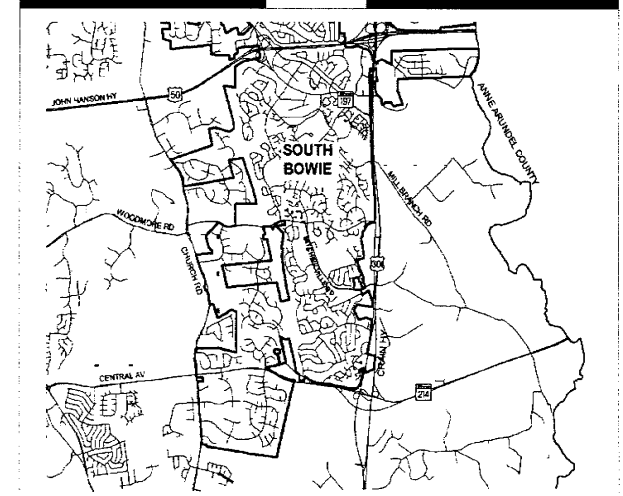 JOHN HANSON HY
50
197
SOUTH
BOWIE
ANNE ARUNDEL COUNTY
MILL BRANCH RD
WOODMORE RD
CHURCH RD
CRAIN HY
CENTRAL AV
214